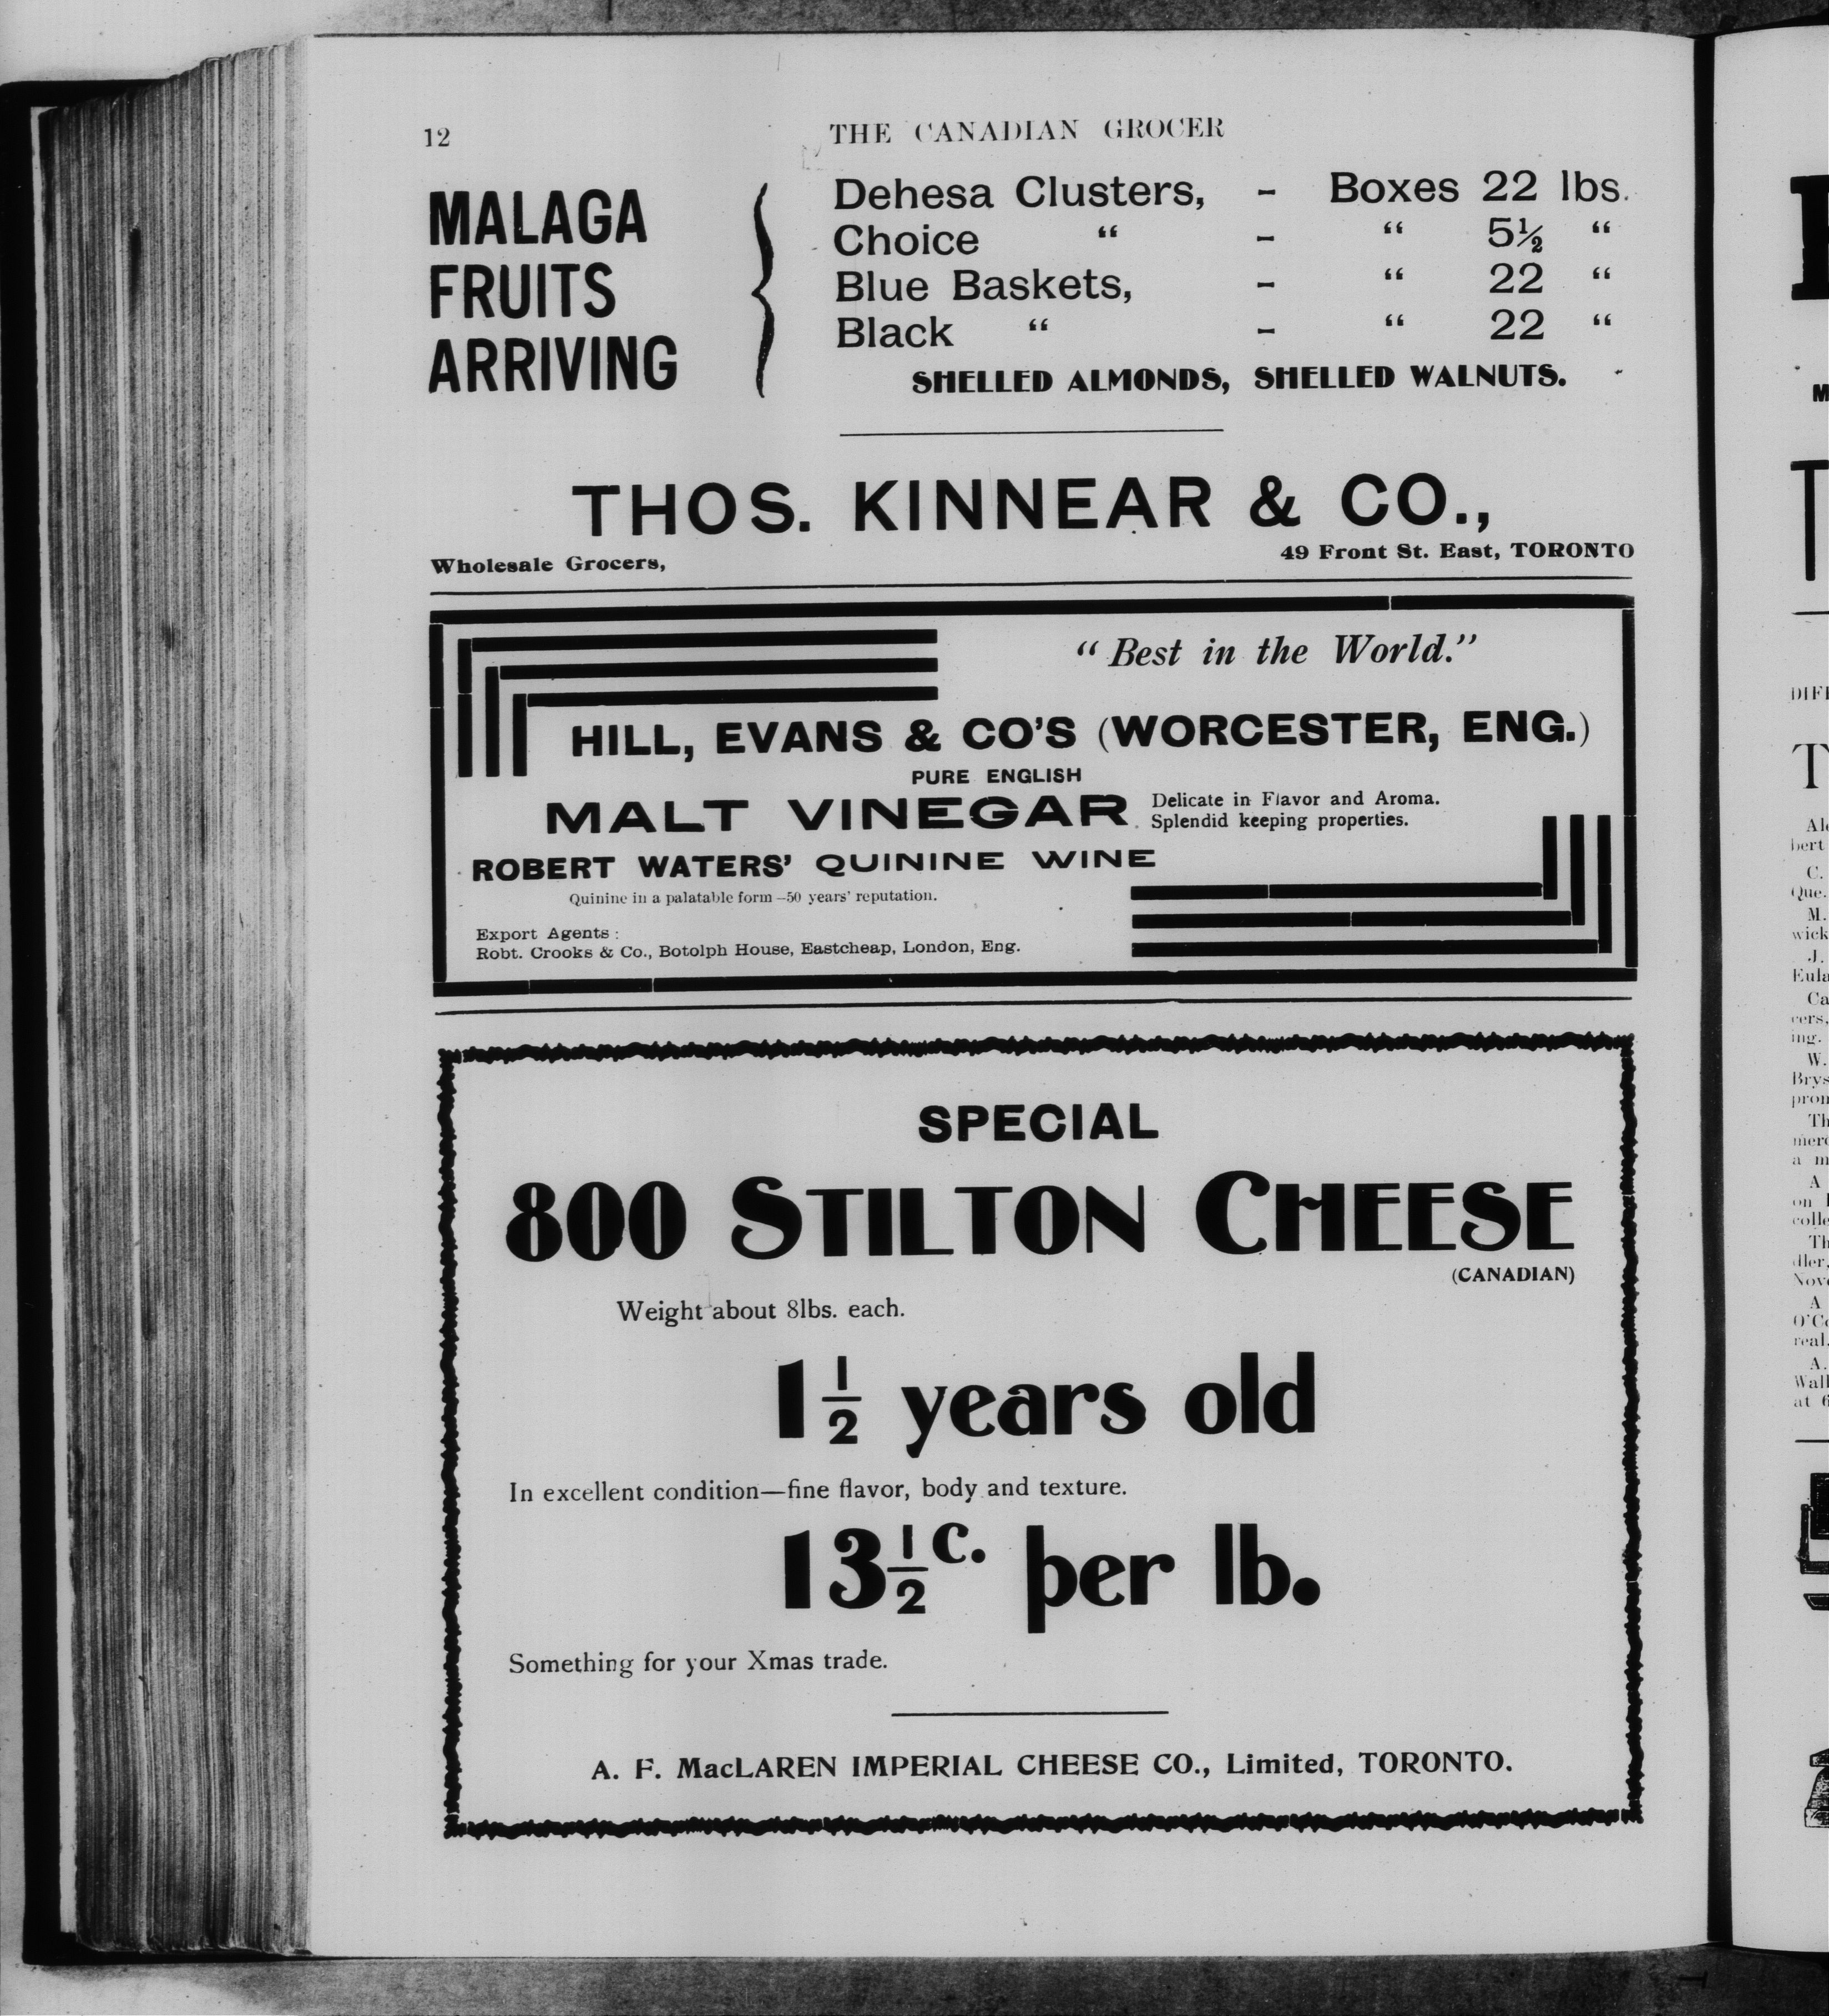 12
THE CANADIAN GROCER
MALAGA
FRUITS
ARRIVING
Dehesa Clusters, - Boxes 22 lbs.
Choice “ - “ 5½ “
Blue Baskets, - “ 22 “
Black “ - “ 22 “
SHELLED ALMONDS, SHELLED WALNUTS.
THOS. KINNEAR & CO.,
Wholesale Grocers,
49 Front St. East, TORONTO
“Best in the World.”
HILL, EVANS & CO'S (WORCESTER, ENG.)
PURE ENGLISH
MALT VINEGAR
Delicate in Flavor and Aroma.
Splendid keeping properties.
ROBERT WATERS' QUININE WINE
Quinine in a palatable form—50 years' reputation.
Export Agents:
Robt. Crooks & Co., Botolph House, Eastcheap, London, Eng.
SPECIAL
800 STILTON CHEESE
(CANADIAN)
Weight about 8lbs. each.
1½ years old
In excellent condition—fine flavor, body and texture.
13½c. per lb.
Something for your Xmas trade.
A. F. MacLAREN IMPERIAL CHEESE CO., Limited, TORONTO.